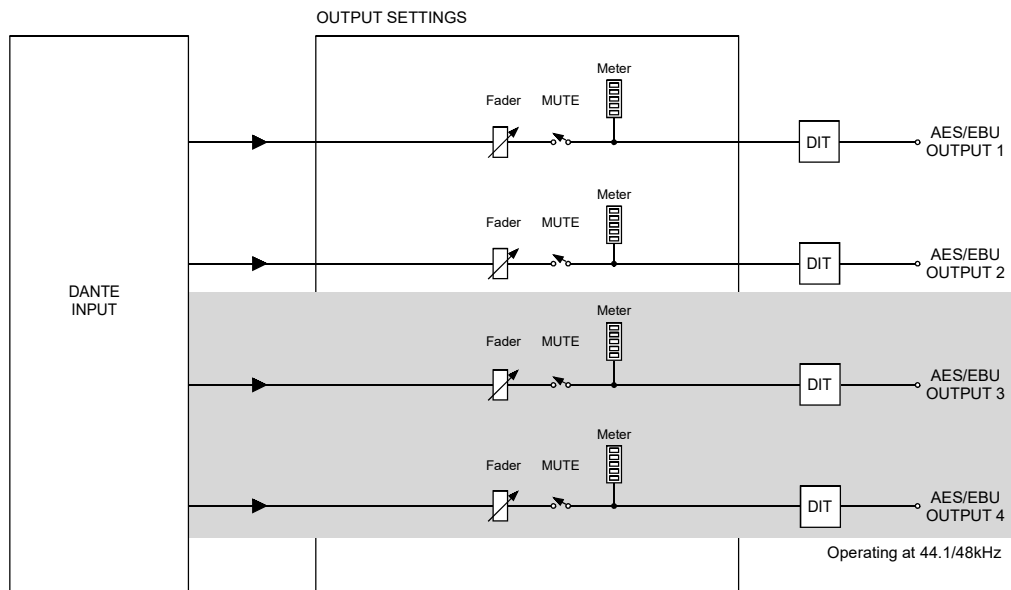 OUTPUT SETTINGS
Meter
Fader MUTE
DIT
AES/EBU
OUTPUT 1
Meter
Fader MUTE
DIT
AES/EBU
OUTPUT 2
DANTE
INPUT
Meter
Fader MUTE
DIT
AES/EBU
OUTPUT 3
Meter
Fader MUTE
DIT
AES/EBU
OUTPUT 4
Operating at 44.1/48kHz